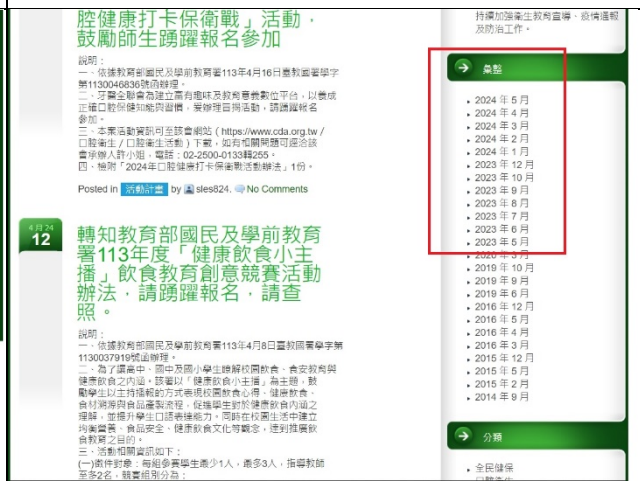 腔健康打卡保衛戰」活動，
鼓勵師生踴躍報名參加
說明：
一、依據教育部國民及學前教育署113年4月16日臺教國署學字
第1130046836號函辦理。
二、牙醫全聯會為建立富有趣味及教育意義數位平台，以養成
正確口腔保健知能與習慣，爰辦理旨揭活動，請踴躍報名
參加。
三、本案活動資訊可至該會網站（https://www.cda.org.tw /
口腔衛生 / 口腔衛生活動）下載，如有相關問題可逕洽該
會承辦人許小姐，電話：02-2500-0133轉255。
四、檢附「2024年口腔健康打卡保衛戰活動辦法」1份。
Posted in 活動計畫 by sles824. No Comments
4 月 24
12
轉知教育部國民及學前教育
署113年度「健康飲食小主
播」飲食教育創意競賽活動
辦法，請踴躍報名，請查
照。
說明：
一、依據教育部國民及學前教育署113年4月8日臺教國署學字第
1130037919號函辦理。
二、為了讓高中、國中及國小學生瞭解校園飲食、食安教育與
健康飲食之內涵。該署以「健康飲食小主播」為主題，鼓
勵學生以主持播報的方式表現校園飲食心得、健康飲食、
食材溯源與食品產製流程，促進學生對於健康飲食內涵之
理解，並提升學生口語表達能力。同時在校園生活中建立
均衡營養、食品安全、健康飲食文化等觀念，達到推廣飲
食教育之目的。
三、活動相關資訊如下：
(一)徵件對象：每組參賽學生最少1人，最多3人，指導教師
至多2名，競賽組別分為：
持續加強衛生教育宣導、疫情通報
及防治工作。
彙整
2024 年 5 月
2024 年 4 月
2024 年 3 月
2024 年 2 月
2024 年 1 月
2023 年 12 月
2023 年 10 月
2023 年 9 月
2023 年 8 月
2023 年 7 月
2023 年 6 月
2023 年 5 月
2020 年 3 月
2019 年 10 月
2019 年 9 月
2019 年 6 月
2016 年 12 月
2016 年 5 月
2016 年 4 月
2016 年 3 月
2015 年 12 月
2015 年 5 月
2015 年 2 月
2014 年 9 月
分類
全民健保
口腔衛生